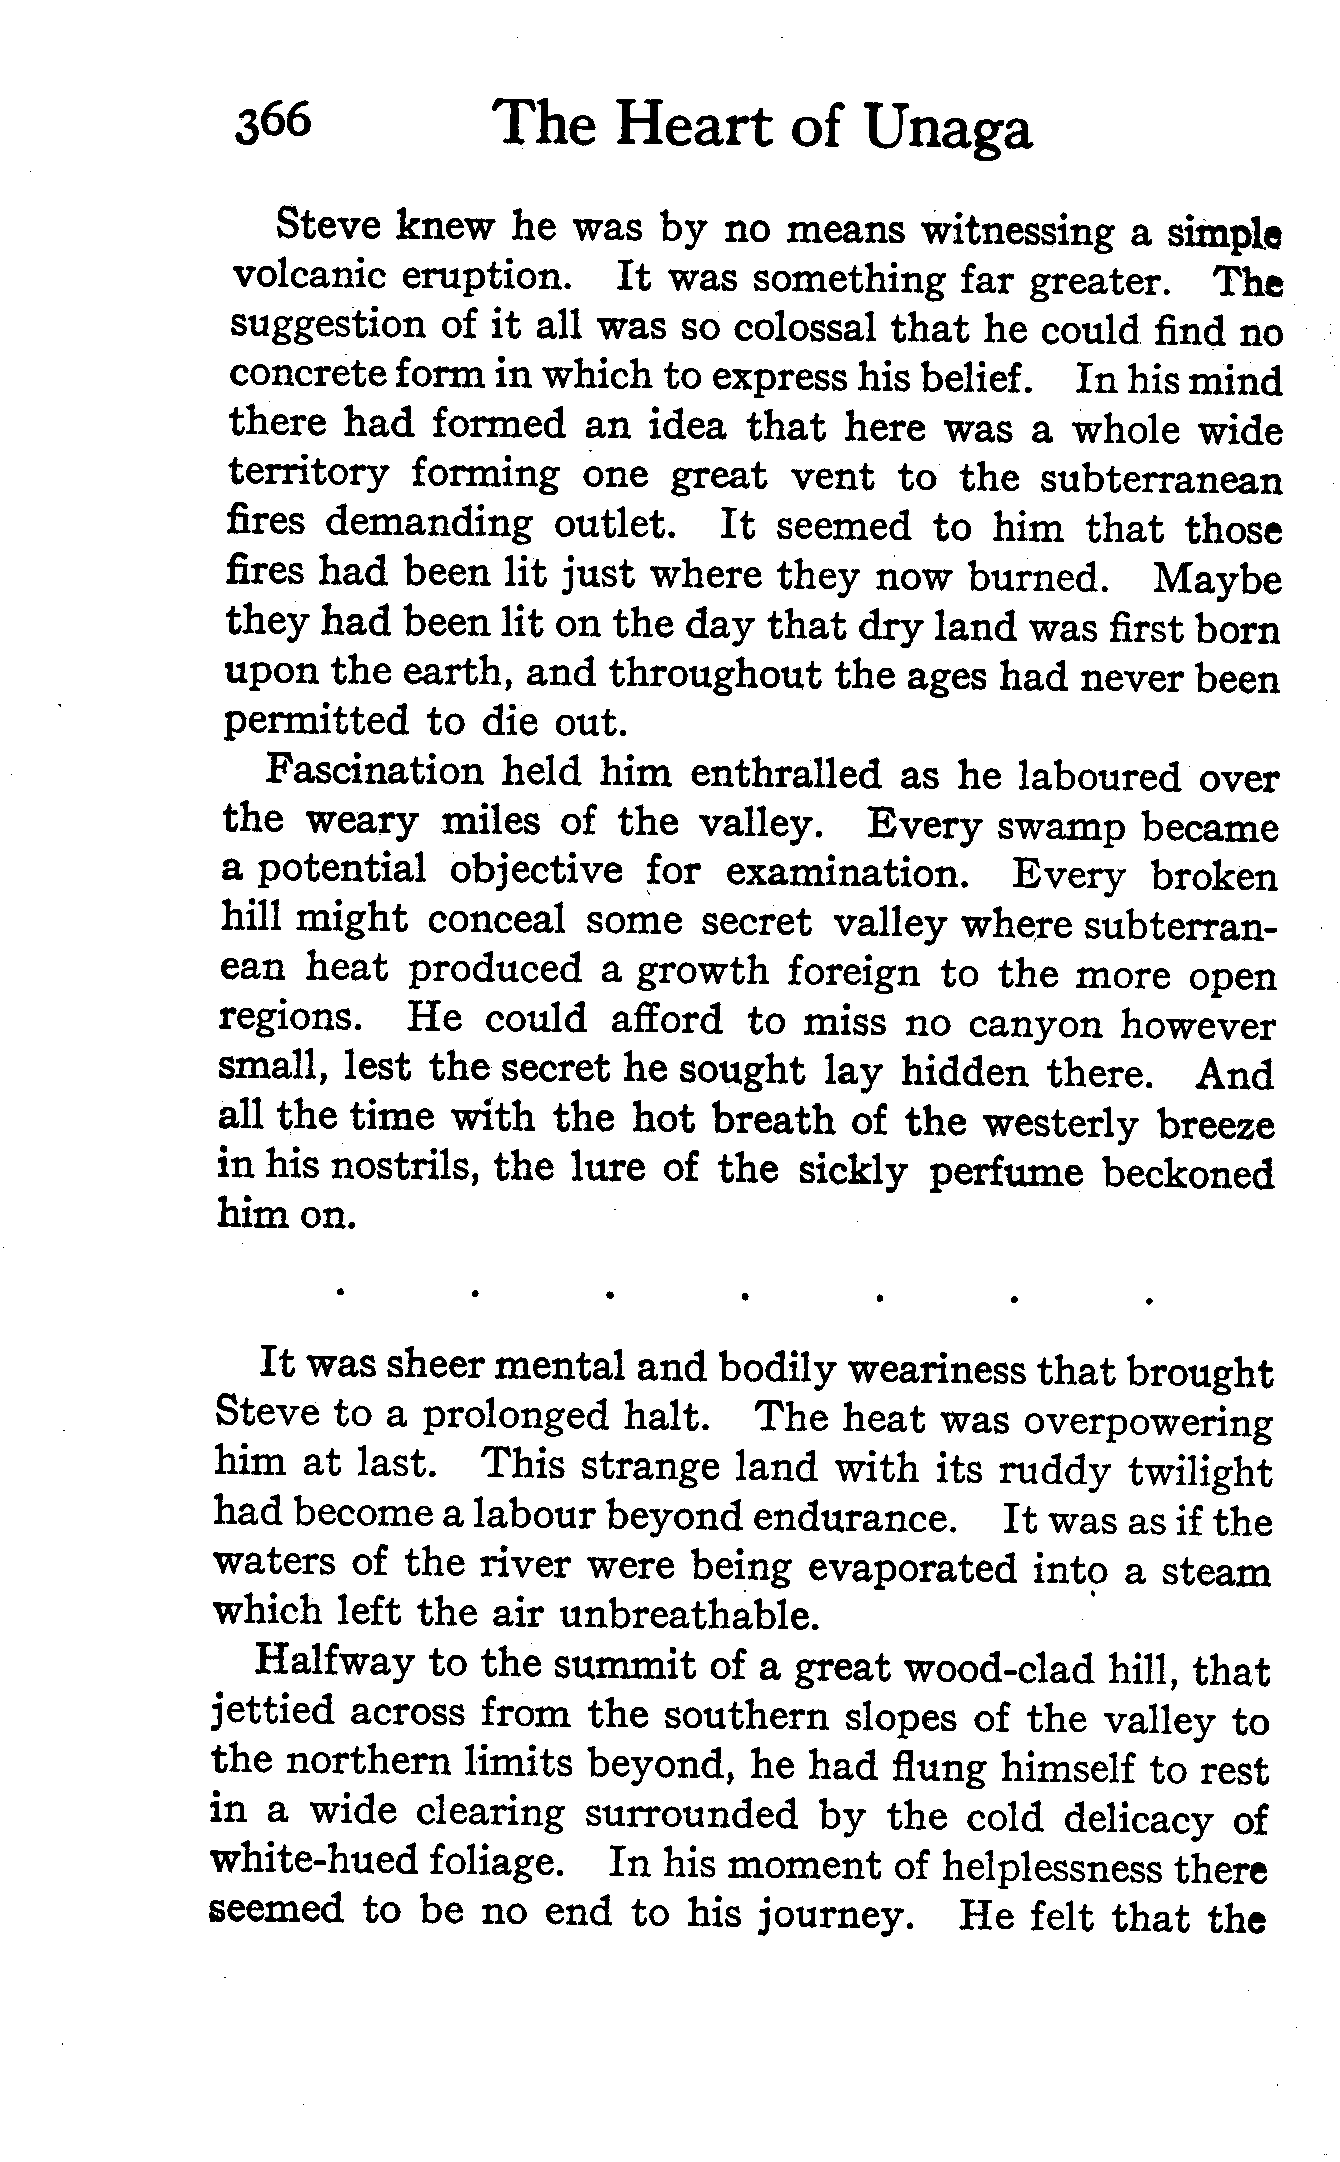 366 The Heart of Unaga
Steve knew he was by no means witnessing a simple
volcanic eruption. It was something far greater. The
suggestion of it all was so colossal that he could find no
concrete form in which to express his belief. In his mind
there had formed an idea that here was a whole wide
territory forming one great vent to the subterranean
fires demanding outlet. It seemed to him that those
fires had been lit just where they now burned. Maybe
they had been lit on the day that dry land was first born
upon the earth, and throughout the ages had never been
permitted to die out.
Fascination held him enthralled as he laboured over
the weary miles of the valley. Every swamp became
a potential objective for examination. Every broken
hill might conceal some secret valley where subterran-
ean heat produced a growth foreign to the more open
regions. He could afford to miss no canyon however
small, lest the secret he sought lay hidden there. And
all the time with the hot breath of the westerly breeze
in his nostrils, the lure of the sickly perfume beckoned
him on.
. . . . . . .
It was sheer mental and bodily weariness that brought
Steve to a prolonged halt. The heat was overpowering
him at last. This strange land with its ruddy twilight
had become a labour beyond endurance. It was as if the
waters of the river were being evaporated into a steam
which left the air unbreathable.
Halfway to the summit of a great wood-clad hill, that
jettied across from the southern slopes of the valley to
the northern limits beyond, he had flung himself to rest
in a wide clearing surrounded by the cold delicacy of
white-hued foliage. In his moment of helplessness there
seemed to be no end to his journey. He felt that the